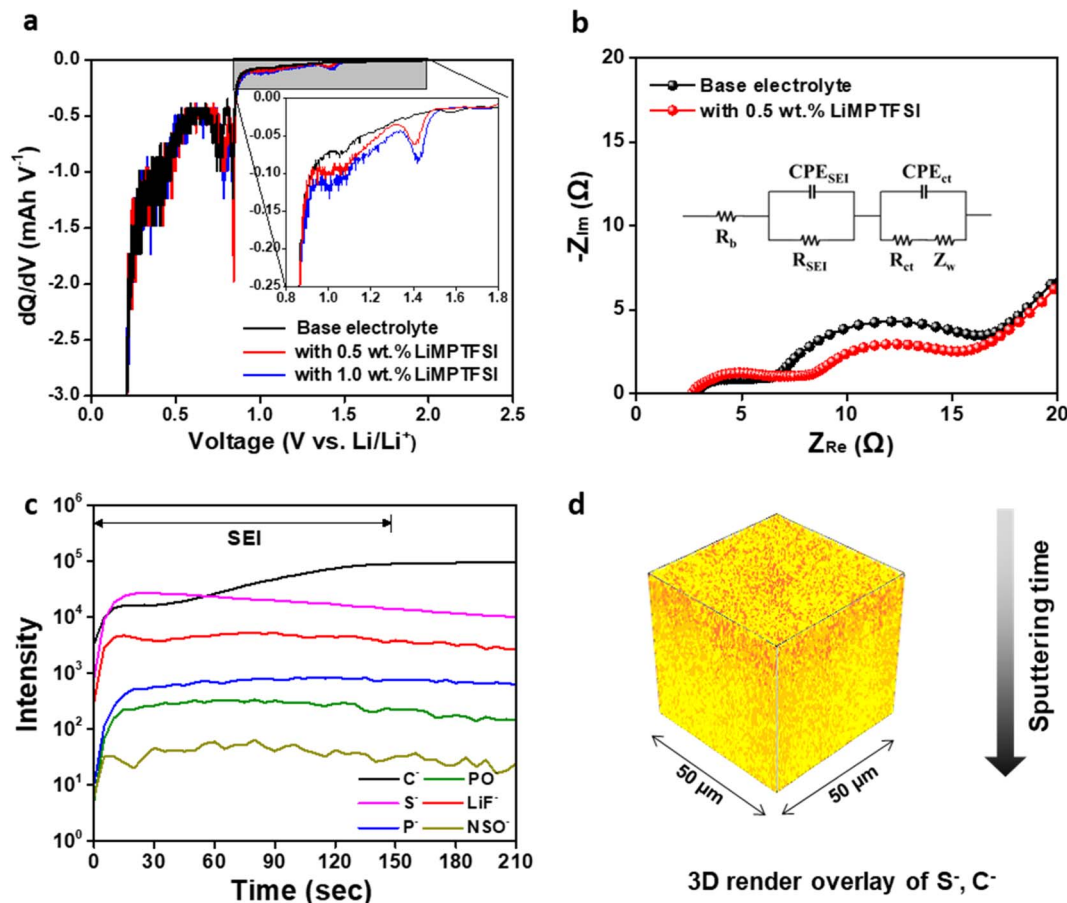 a
0.0
-0.5
-1.0
-1.5
-2.0
-2.5
-3.0
dQ/dV (mAh V⁻¹)
0.00
-0.05
-0.10
-0.15
-0.20
-0.25
0.8 1.0 1.2 1.4 1.6 1.8
Base electrolyte
with 0.5 wt.% LiMPTFSI
with 1.0 wt.% LiMPTFSI
0.0 0.5 1.0 1.5 2.0 2.5
Voltage (V vs. Li/Li⁺)
b
20
15
10
5
0
-Z_Im (Ω)
Base electrolyte
with 0.5 wt.% LiMPTFSI
CPE_SEI CPE_ct
R_b
R_SEI R_ct Z_w
0 5 10 15 20
Z_Re (Ω)
c
10⁶
10⁵
10⁴
10³
10²
10¹
10⁰
Intensity
SEI
C⁻ PO
S⁻ LiF⁻
P⁻ NSO⁻
0 30 60 90 120 150 180 210
Time (sec)
d
Sputtering time
50 μm 50 μm
3D render overlay of S⁻, C⁻